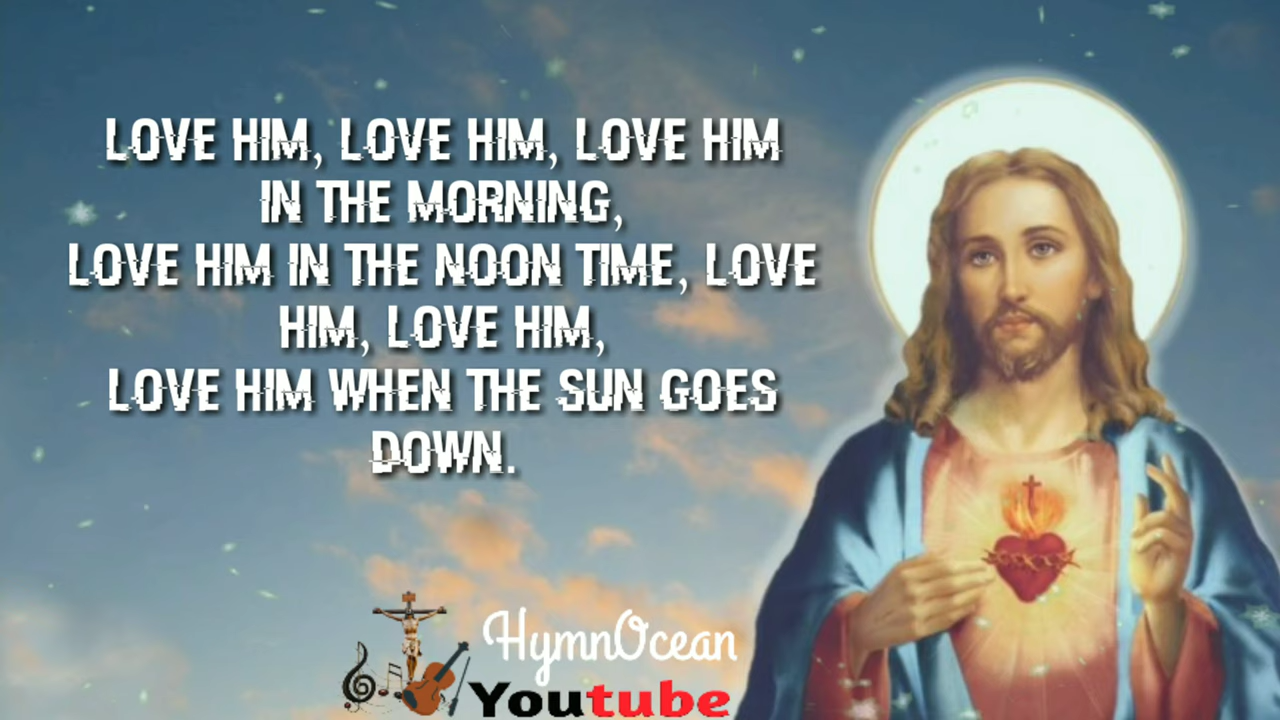 LOVE HIM, LOVE HIM, LOVE HIM
IN THE MORNING,
LOVE HIM IN THE NOON TIME, LOVE
HIM, LOVE HIM,
LOVE HIM WHEN THE SUN GOES
DOWN.
HymnOcean
Youtube